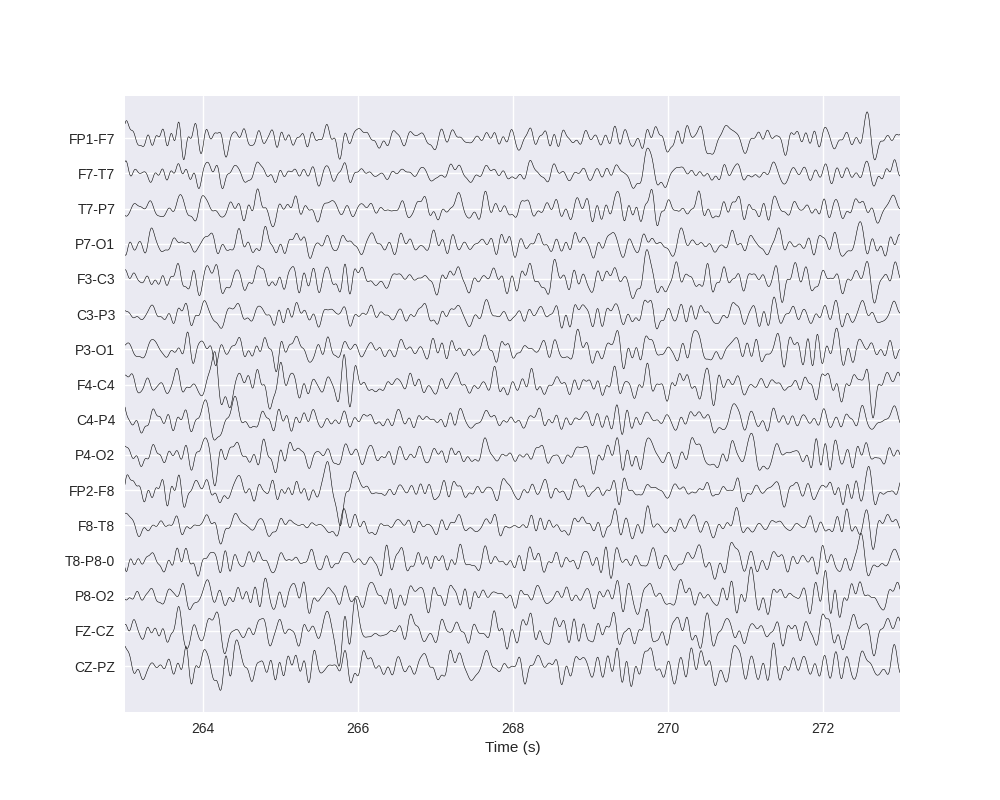 FP1-F7
F7-T7
T7-P7
P7-O1
F3-C3
C3-P3
P3-O1
F4-C4
C4-P4
P4-O2
FP2-F8
F8-T8
T8-P8-0
P8-O2
FZ-CZ
CZ-PZ
264 266 268 270 272
Time (s)